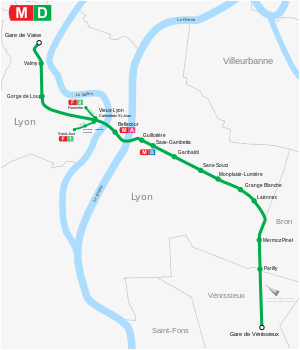 M D
Le Rhône
Gare de Vaise
Villeurbanne
Valmy
La Saône
Gorge de Loup
F 2
Fourvière
Vieux-Lyon
Cathédrale St-Jean
Lyon
Bellecour
M A
Saint-Just
F 1
Guillotière
Saxe-Gambetta
M B
Garibaldi
Sans-Souci
Monplaisir-Lumière
Grange Blanche
Laënnec
Le Rhône
Lyon
Bron
Mermoz-Pinel
Parilly
Vénissieux
Saint-Fons
Gare de Vénissieux